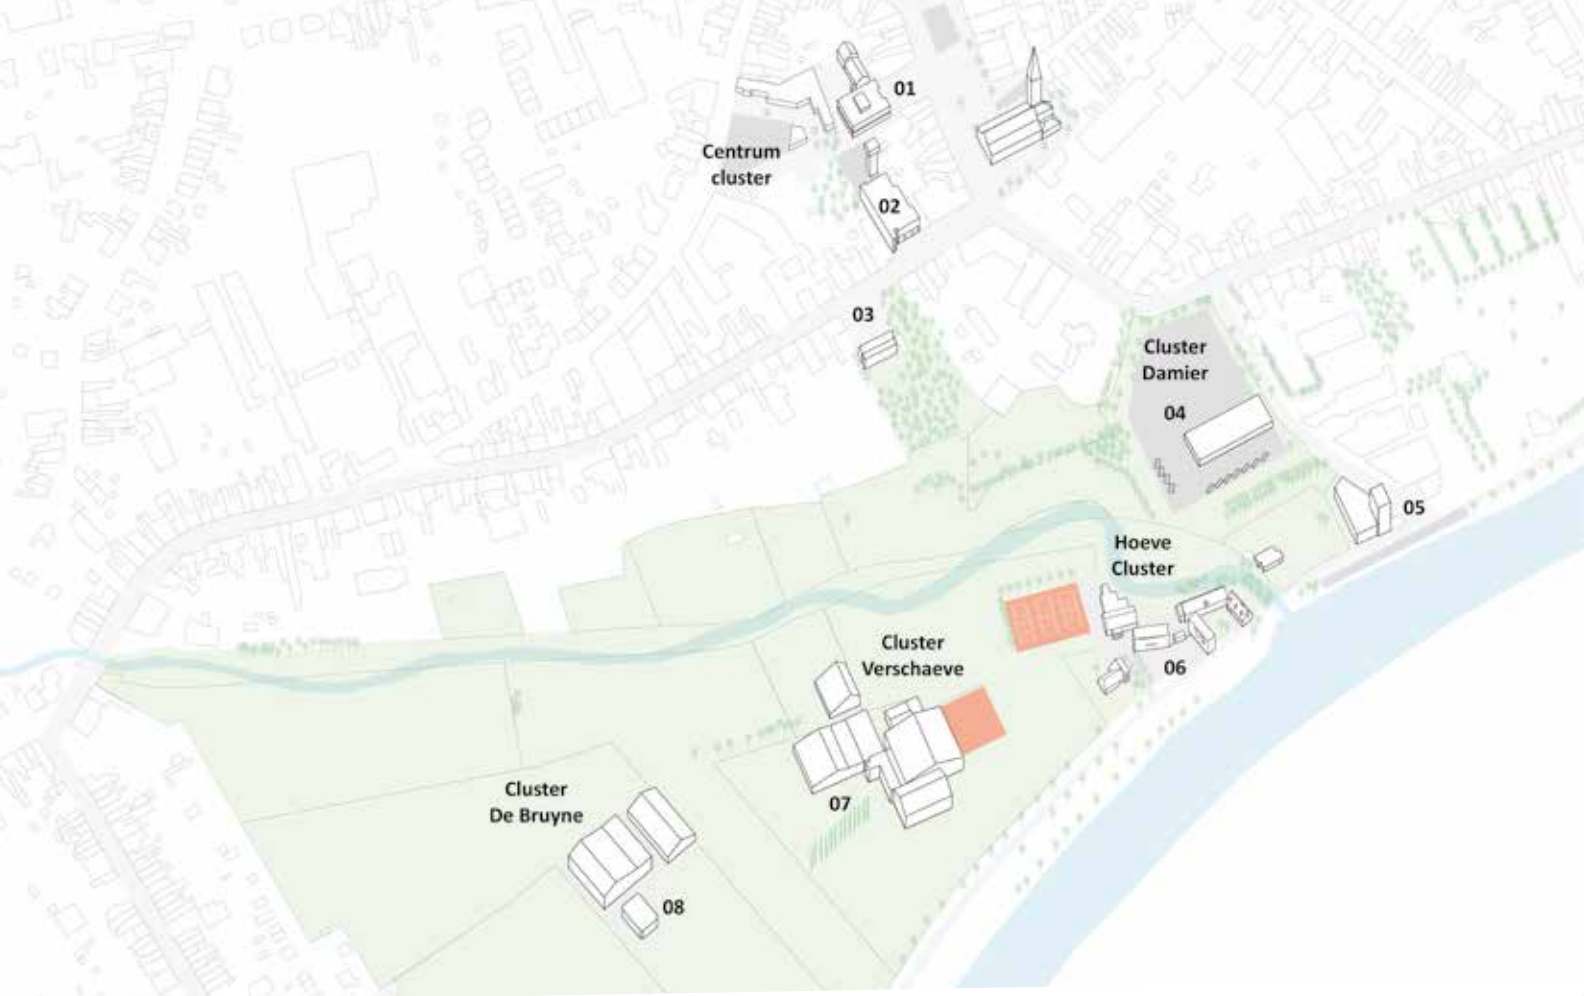 01
Centrum
cluster
02
03
Cluster
Damier
04
05
Hoeve
Cluster
06
Cluster
Verschaeve
07
Cluster
De Bruyne
08